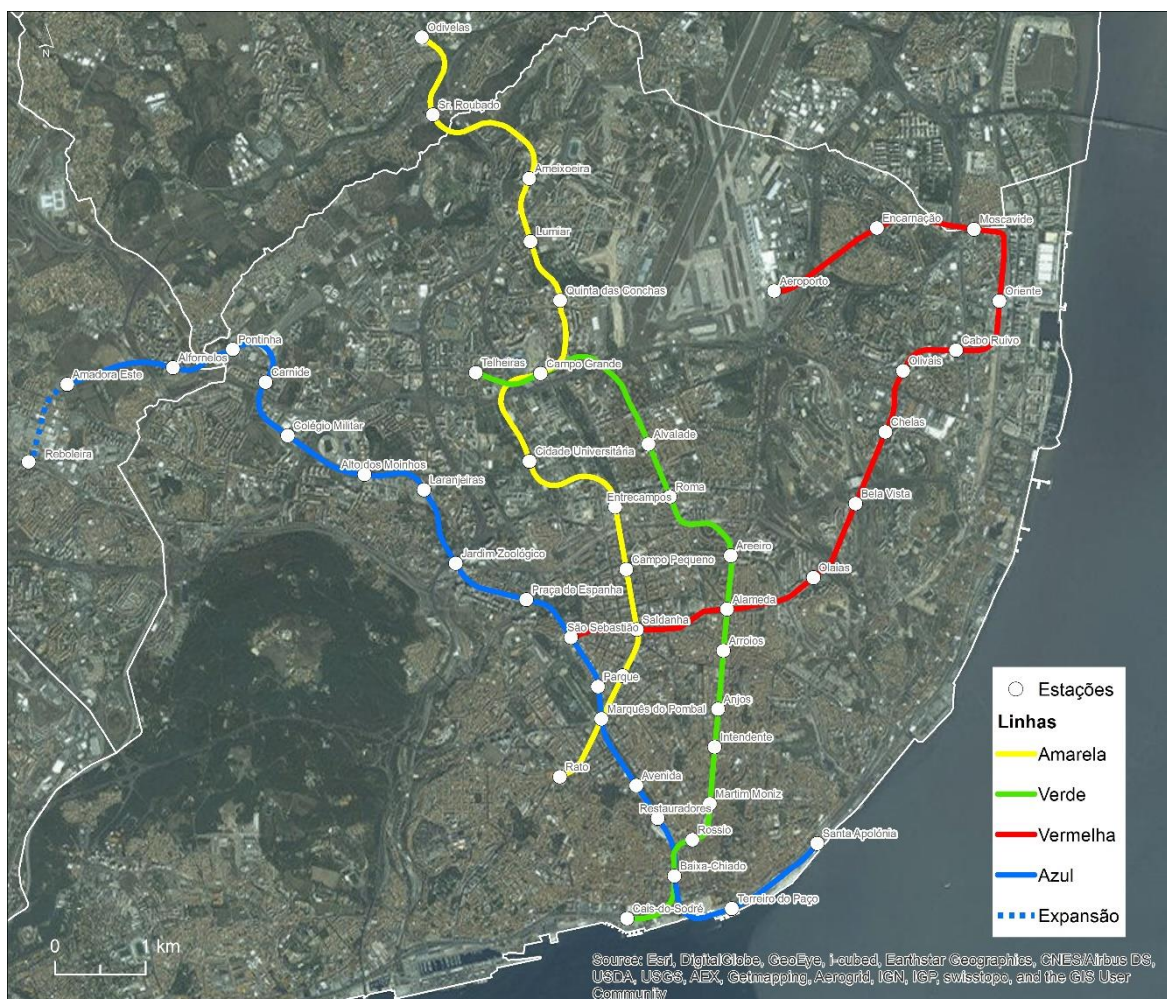 N
Odivelas
Sr. Roubado
Ameixoeira
Lumiar
Encarnação
Moscavide
Aeroporto
Quinta das Conchas
Oriente
Pontinha
Cabo Ruivo
Alfornelos
Telheiras
Campo Grande
Olivais
Amadora Este
Carnide
Colégio Militar
Alvalade
Chelas
Reboleira
Alto dos Moinhos
Cidade Universitária
Laranjeiras
Entrecampos
Roma
Bela Vista
Jardim Zoológico
Campo Pequeno
Areeiro
Olaias
Praça de Espanha
São Sebastião
Saldanha
Alameda
Arroios
Parque
Marquês do Pombal
Anjos
Intendente
Rato
Avenida
Restauradores
Martim Moniz
Rossio
Santa Apolónia
Baixa-Chiado
Cais-do-Sodré
Terreiro do Paço
Estações
Linhas
Amarela
Verde
Vermelha
Azul
Expansão
0 1 km
Source: Esri, DigitalGlobe, GeoEye, i-cubed, Earthstar Geographics, CNES/Airbus DS,
USDA, USGS, AEX, Getmapping, Aerogrid, IGN, IGP, swisstopo, and the GIS User
Community